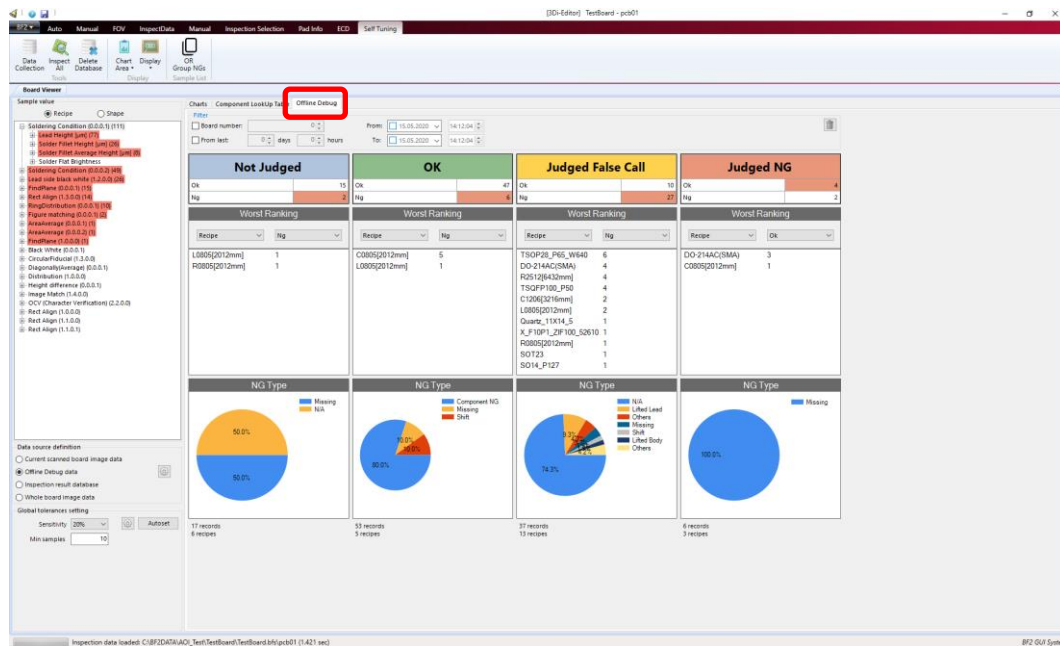 [3Di-Editor] TestBoard - pcb01
BF2
Auto Manual FOV InspectData Manual Inspection Selection Pad Info ECD Self Tuning
Data Collection
Inspect All
Delete Database
Chart Area
Display
OR Group NGs
Tools Display Sample List
Board Viewer
Sample value
Recipe Shape
Soldering Condition (0.0.0.1) (111)
Lead Height [µm] (77)
Solder Fillet Height [µm] (28)
Solder Fillet Average Height [µm] (6)
Solder Flat Brightness
Soldering Condition (0.0.0.2) (49)
Lead side black white (1.2.0.0) (26)
FindPlane (0.0.0.1) (15)
Rect Align (1.3.0.0) (14)
RingDistribution (0.0.0.1) (10)
Figure matching (0.0.0.1) (2)
AreaAverage (0.0.0.1) (1)
AreaAverage (0.0.0.2) (1)
FindPlane (1.0.0.0) (1)
Black White (0.0.0.1)
CircularFiducial (1.3.0.0)
Diagonally(Average) (0.0.0.1)
Distribution (1.0.0.0)
Height difference (0.0.0.1)
Image Match (1.4.0.0)
OCV (Character Verification) (2.2.0.0)
Rect Align (1.0.0.0)
Rect Align (1.1.0.0)
Rect Align (1.1.0.1)
Data source definition
Current scanned board image data
Offline Debug data
Inspection result database
Whole board image data
Global tolerances setting
Sensitivity 20% Autoset
Min samples 10
Charts Component LookUp Table Offline Debug
Filter
Board number: 0 From: 15.05.2020 14:12:04
From last: 0 days 0 hours To: 15.05.2020 14:12:04
Not Judged
Ok 15
Ng 2
Worst Ranking
Recipe Ng
L0805[2012mm] 1
R0805[2012mm] 1
NG Type
Missing
N/A
50.0%
50.0%
17 records
6 recipes
OK
Ok 47
Ng 6
Worst Ranking
Recipe Ng
C0805[2012mm] 5
L0805[2012mm] 1
NG Type
Component NG
Missing
Shift
10.0%
10.0%
80.0%
53 records
5 recipes
Judged False Call
Ok 10
Ng 27
Worst Ranking
Recipe Ng
TSOP28_P65_W640 6
DO-214AC(SMA) 4
R2512[6432mm] 4
TSQFP100_P50 4
C1206[3216mm] 2
L0805[2012mm] 2
Quartz_11X14_5 1
X_F10P1_ZIF100_52610 1
R0805[2012mm] 1
SOT23 1
SO14_P127 1
NG Type
N/A
Lifted Lead
Others
Missing
Shift
Lifted Body
Others
74.3%
37 records
13 recipes
Judged NG
Ok 4
Ng 2
Worst Ranking
Recipe Ok
DO-214AC(SMA) 3
C0805[2012mm] 1
NG Type
Missing
100.0%
6 records
3 recipes
Inspection data loaded: C:\BF2DATA\AOI_Test\TestBoard\TestBoard.bfs\pcb01 (1.421 sec)
BF2 GUI Syste